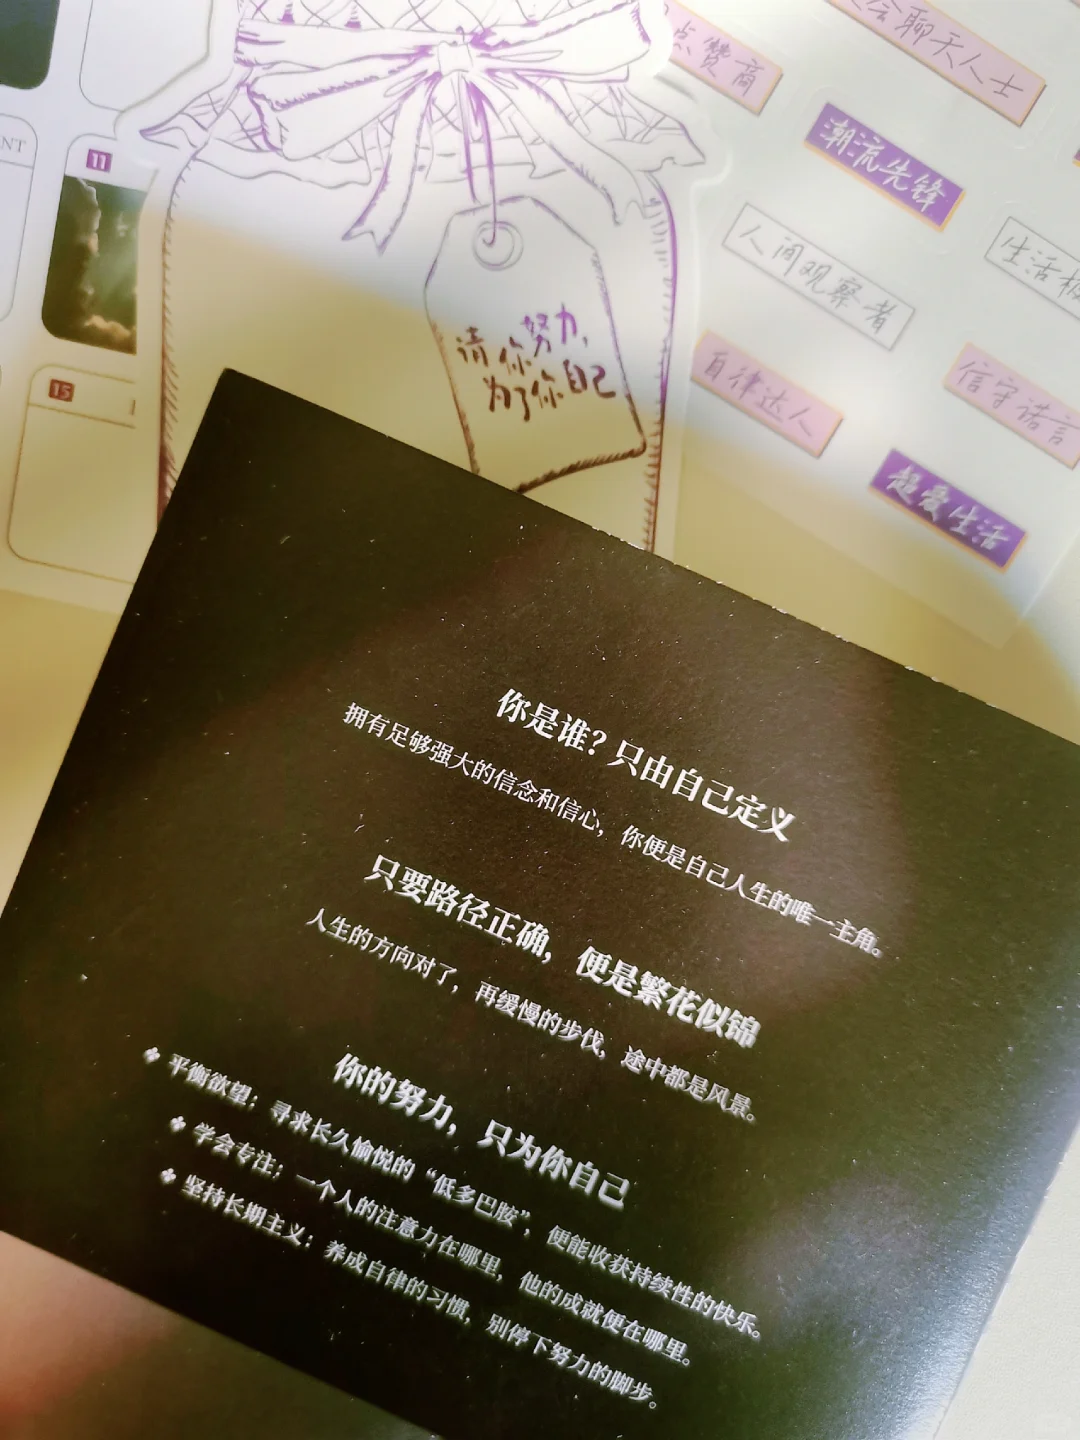 会聊天人士
点赞商
潮流先锋
NT
11
人间观察者
生活
请你努力,
为了你自己
自律达人
信守诺言
15
超爱生活
你是谁?只由自己定义
拥有足够强大的信念和信心,你便是自己人生的唯一主角。
只要路径正确,便是繁花似锦
人生的方向对了,再缓慢的步伐,途中都是风景。
你的努力,只为你自己
❖ 平衡欲望:寻求长久愉悦的“低多巴胺”,便能收获持续性的快乐。
❖ 学会专注:一个人的注意力在哪里,他的成就便在哪里。
❖ 坚持长期主义:养成自律的习惯,别停下努力的脚步。